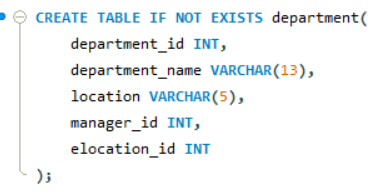 CREATE TABLE IF NOT EXISTS department(
department_id INT,
department_name VARCHAR(13),
location VARCHAR(5),
manager_id INT,
elocation_id INT
);